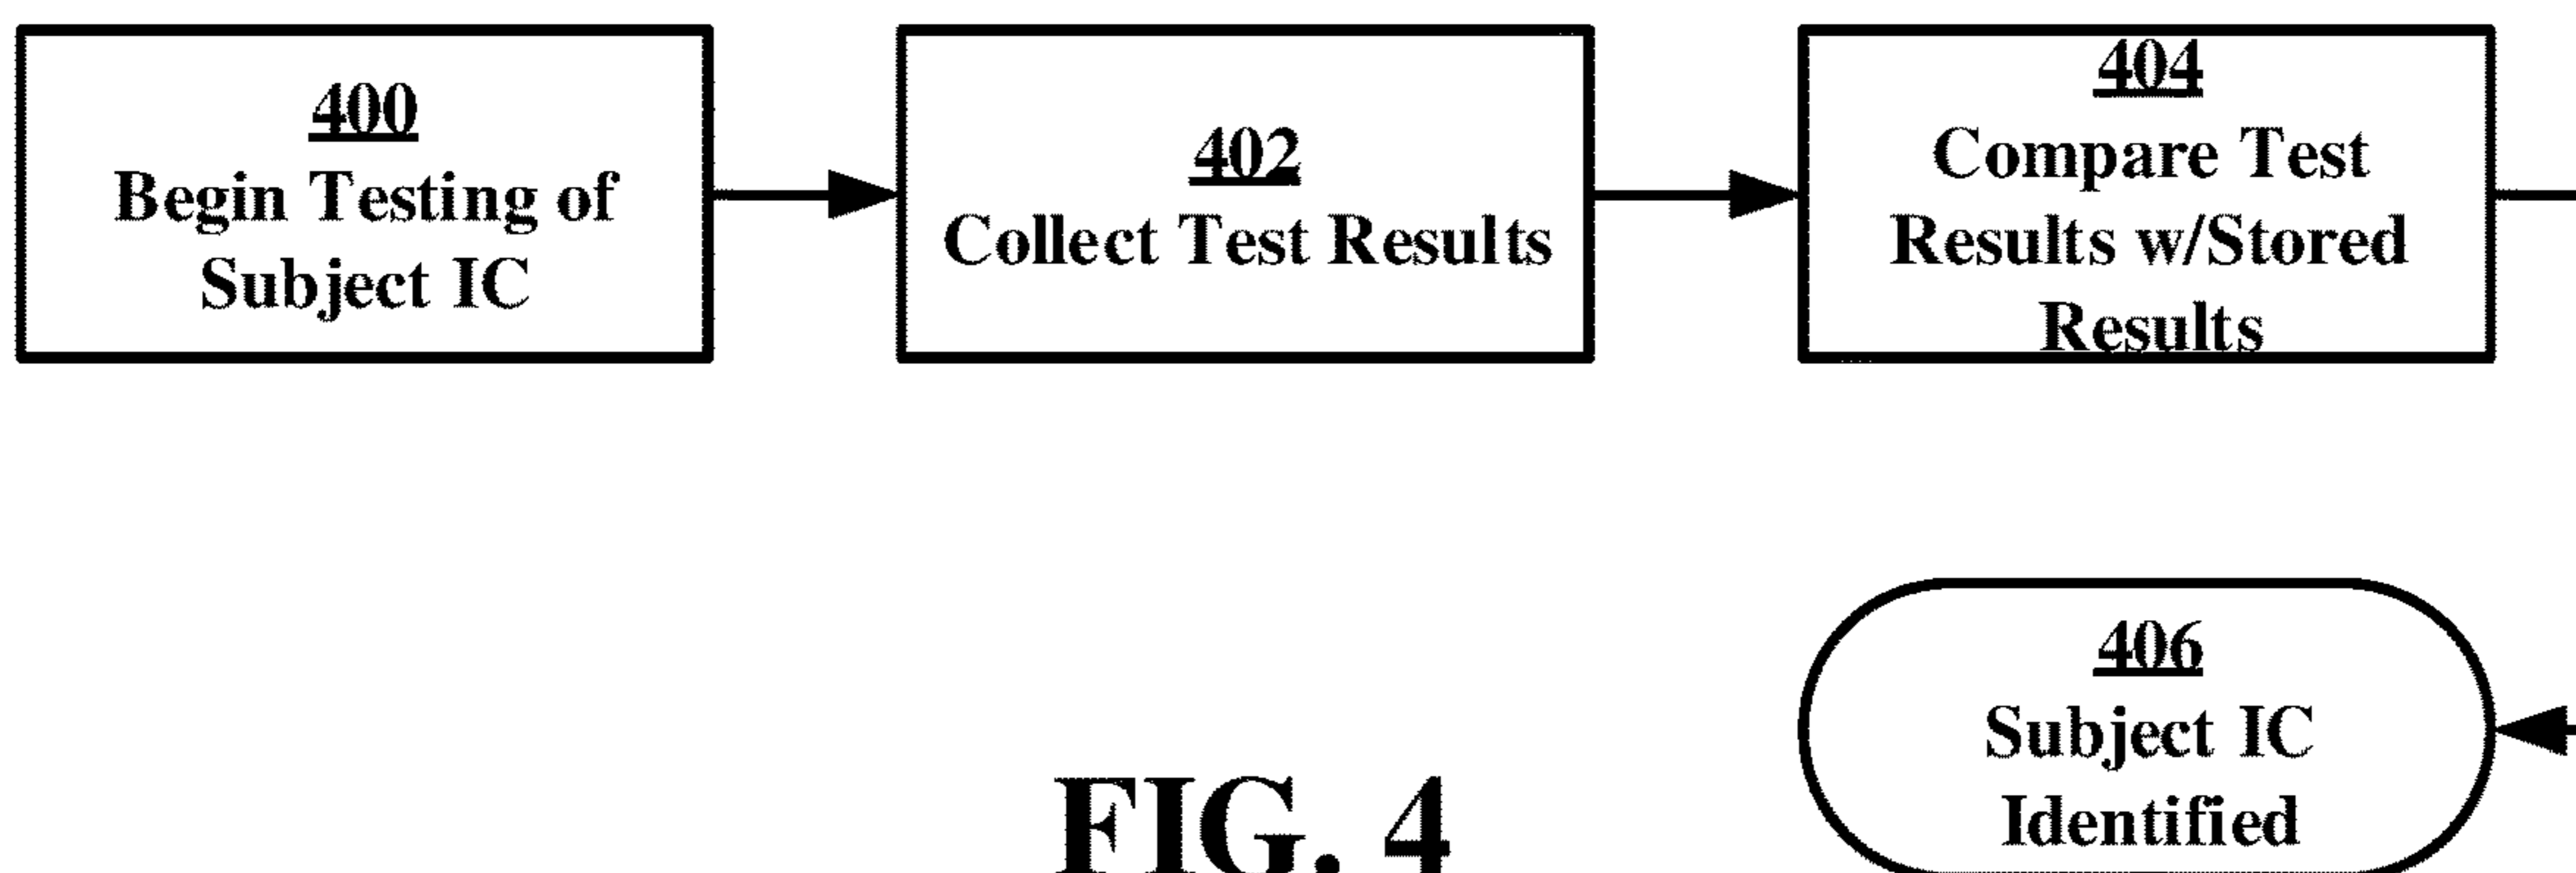 400
Begin Testing of
Subject IC
402
Collect Test Results
404
Compare Test
Results w/Stored
Results
406
Subject IC
Identified
FIG. 4